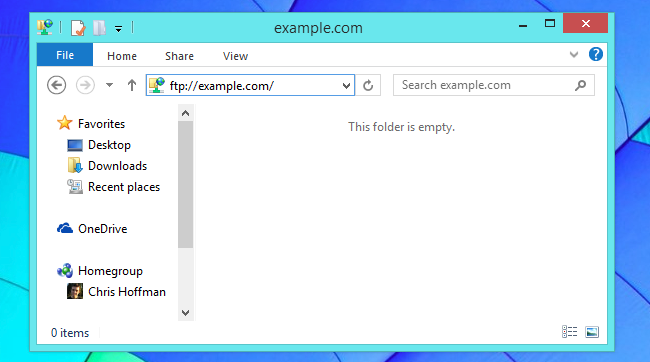 example.com
File Home Share View
ftp://example.com/ Search example.com
This folder is empty.
Favorites
Desktop
Downloads
Recent places
OneDrive
Homegroup
Chris Hoffman
0 items